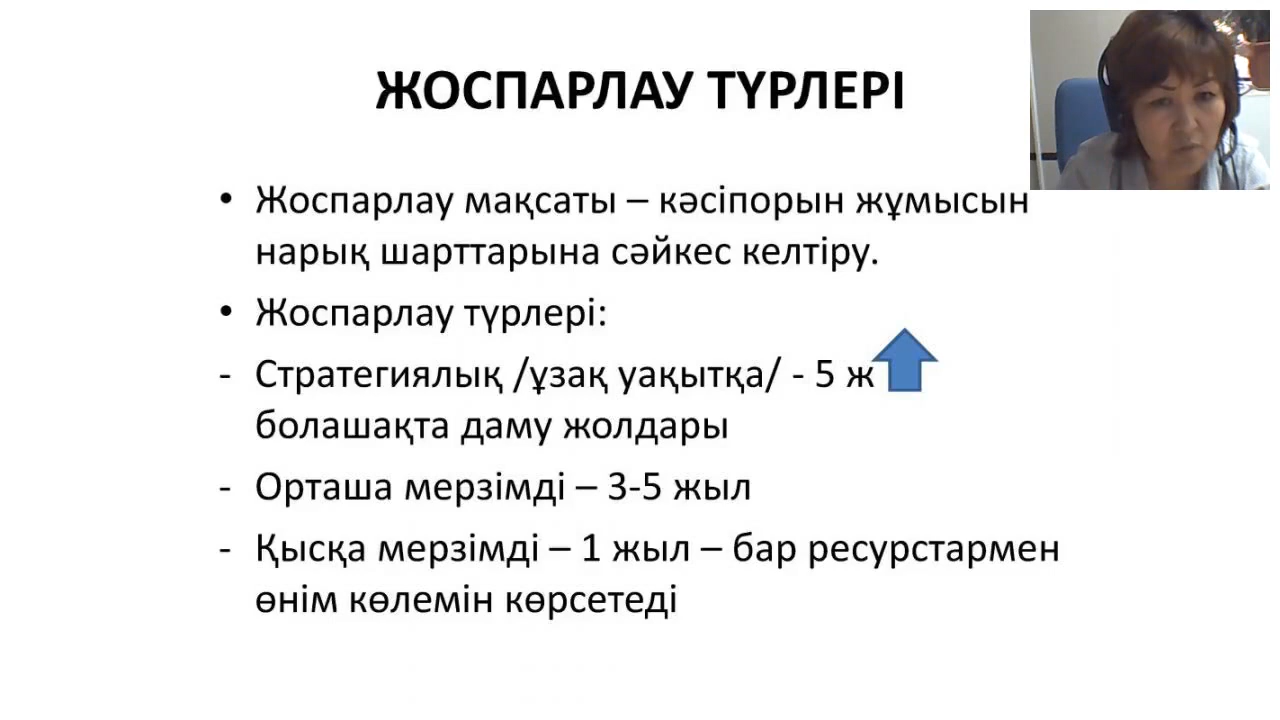 ЖОСПАРЛАУ ТҮРЛЕРІ
• Жоспарлау мақсаты – кәсіпорын жұмысын
нарық шарттарына сәйкес келтіру.
• Жоспарлау түрлері:
- Стратегиялық /ұзақ уақытқа/ - 5 ж
болашақта даму жолдары
- Орташа мерзімді – 3-5 жыл
- Қысқа мерзімді – 1 жыл – бар ресурстармен
өнім көлемін көрсетеді